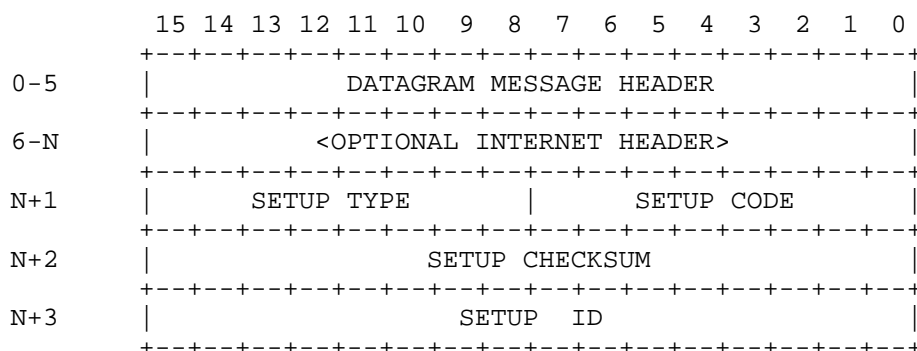 15 14 13 12 11 10 9 8 7 6 5 4 3 2 1 0
+--+--+--+--+--+--+--+--+--+--+--+--+--+--+--+--+
0-5 | DATAGRAM MESSAGE HEADER |
+--+--+--+--+--+--+--+--+--+--+--+--+--+--+--+--+
6-N | <OPTIONAL INTERNET HEADER> |
+--+--+--+--+--+--+--+--+--+--+--+--+--+--+--+--+
N+1 | SETUP TYPE | SETUP CODE |
+--+--+--+--+--+--+--+--+--+--+--+--+--+--+--+--+
N+2 | SETUP CHECKSUM |
+--+--+--+--+--+--+--+--+--+--+--+--+--+--+--+--+
N+3 | SETUP ID |
+--+--+--+--+--+--+--+--+--+--+--+--+--+--+--+--+